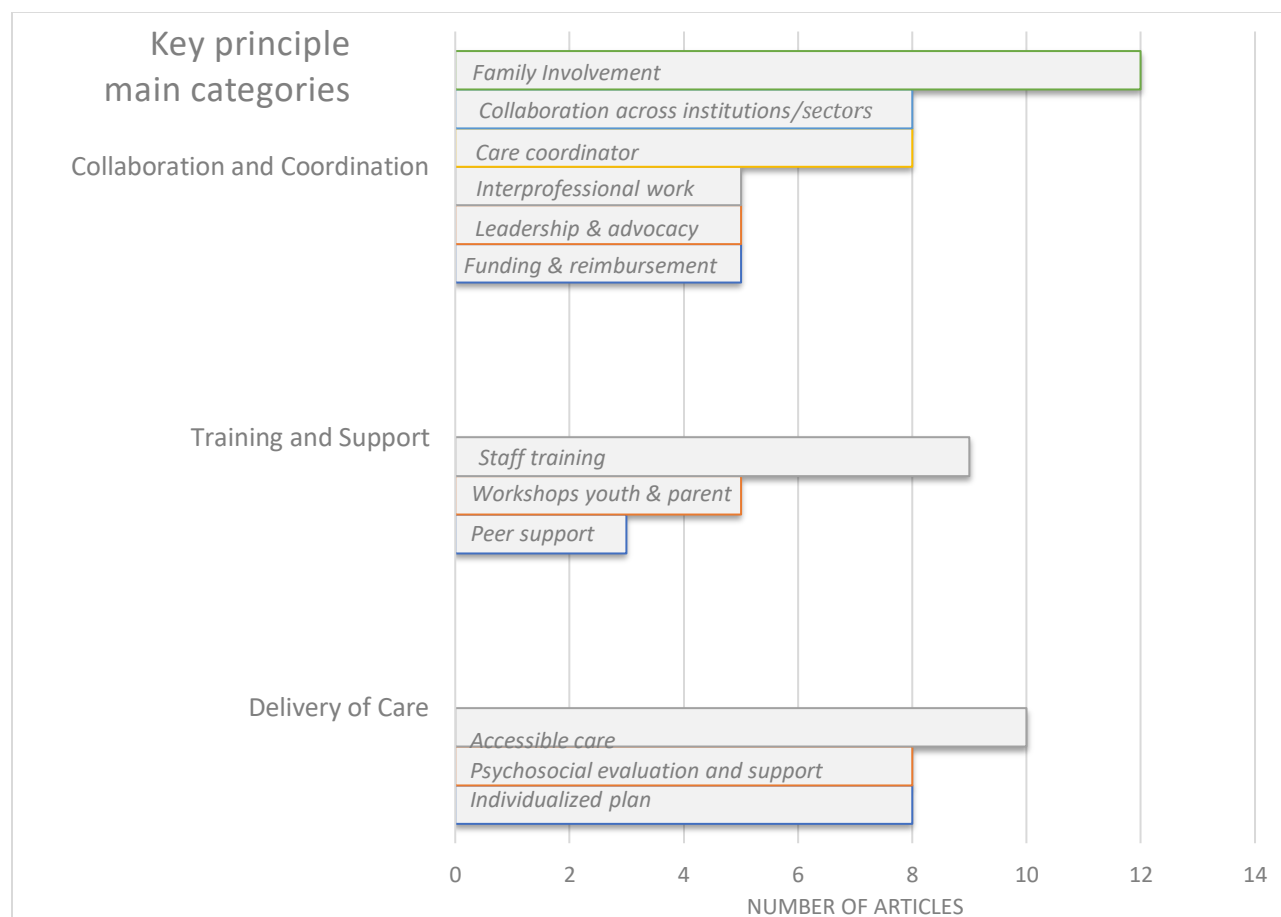 Key principle
main categories
Family Involvement
Collaboration across institutions/sectors
Collaboration and Coordination
Care coordinator
Interprofessional work
Leadership & advocacy
Funding & reimbursement
Training and Support
Staff training
Workshops youth & parent
Peer support
Delivery of Care
Accessible care
Psychosocial evaluation and support
Individualized plan
0 2 4 6 8 10 12 14
NUMBER OF ARTICLES